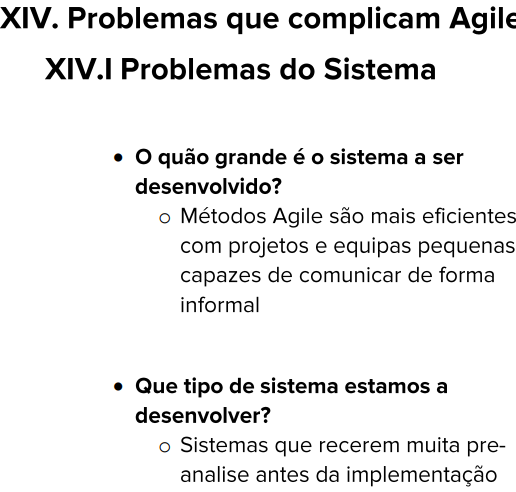 XIV. Problemas que complicam Agile
XIV.I Problemas do Sistema
• O quão grande é o sistema a ser
desenvolvido?
○ Métodos Agile são mais eficientes
com projetos e equipas pequenas
capazes de comunicar de forma
informal
• Que tipo de sistema estamos a
desenvolver?
○ Sistemas que recerem muita pre-
analise antes da implementação